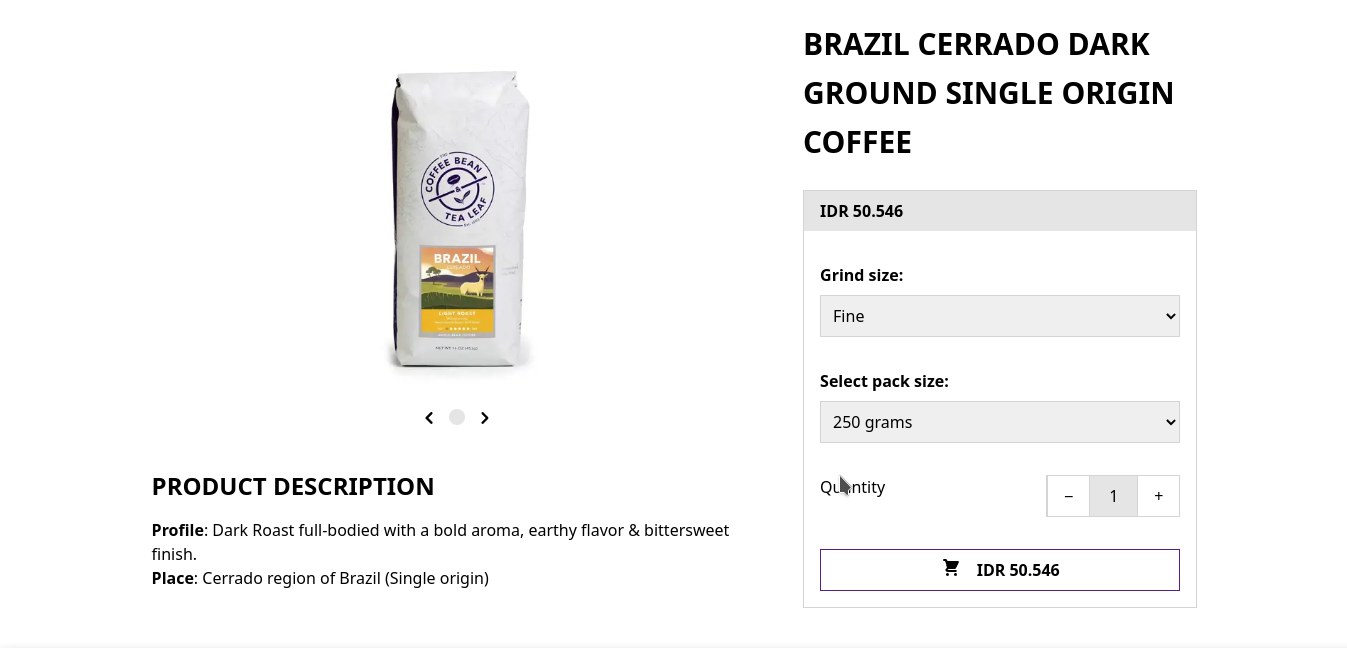 BRAZIL CERRADO DARK
GROUND SINGLE ORIGIN
COFFEE
THE
COFFEE BEAN
&
TEA LEAF
BRAZIL
LIGHT ROAST
IDR 50.546
Grind size:
Fine
Select pack size:
250 grams
Quantity
− 1 +
IDR 50.546
PRODUCT DESCRIPTION
Profile: Dark Roast full-bodied with a bold aroma, earthy flavor & bittersweet
finish.
Place: Cerrado region of Brazil (Single origin)